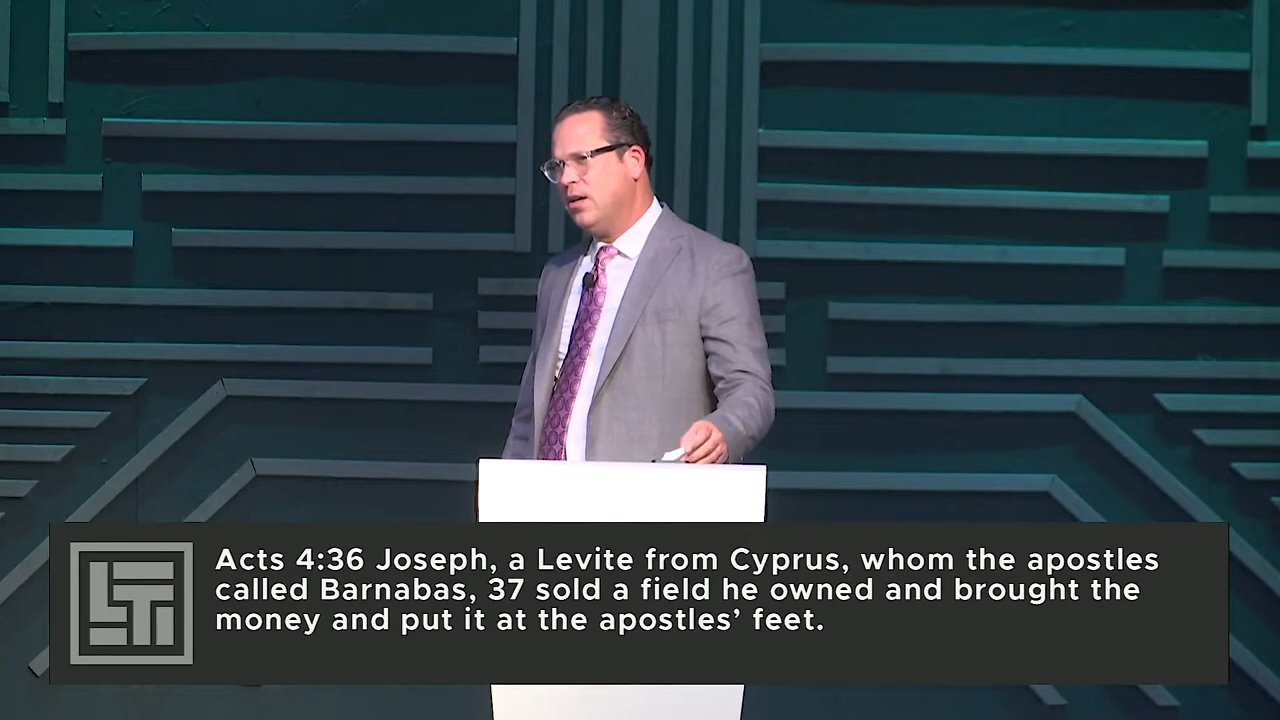 Acts 4:36 Joseph, a Levite from Cyprus, whom the apostles
called Barnabas, 37 sold a field he owned and brought the
money and put it at the apostles’ feet.